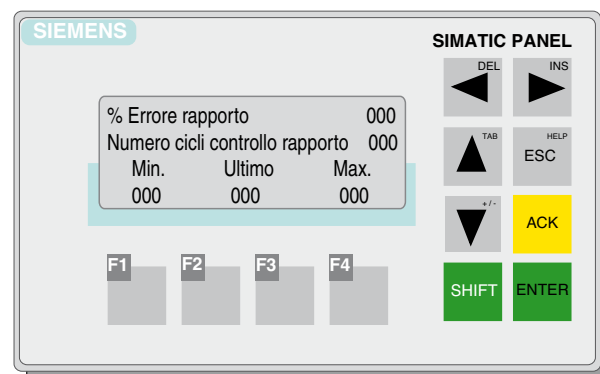 SIEMENS
SIMATIC PANEL
DEL
INS
% Errore rapporto 000
Numero cicli controllo rapporto 000
Min. Ultimo Max.
000 000 000
TAB
HELP
ESC
+ / -
ACK
F1 F2 F3 F4
SHIFT ENTER